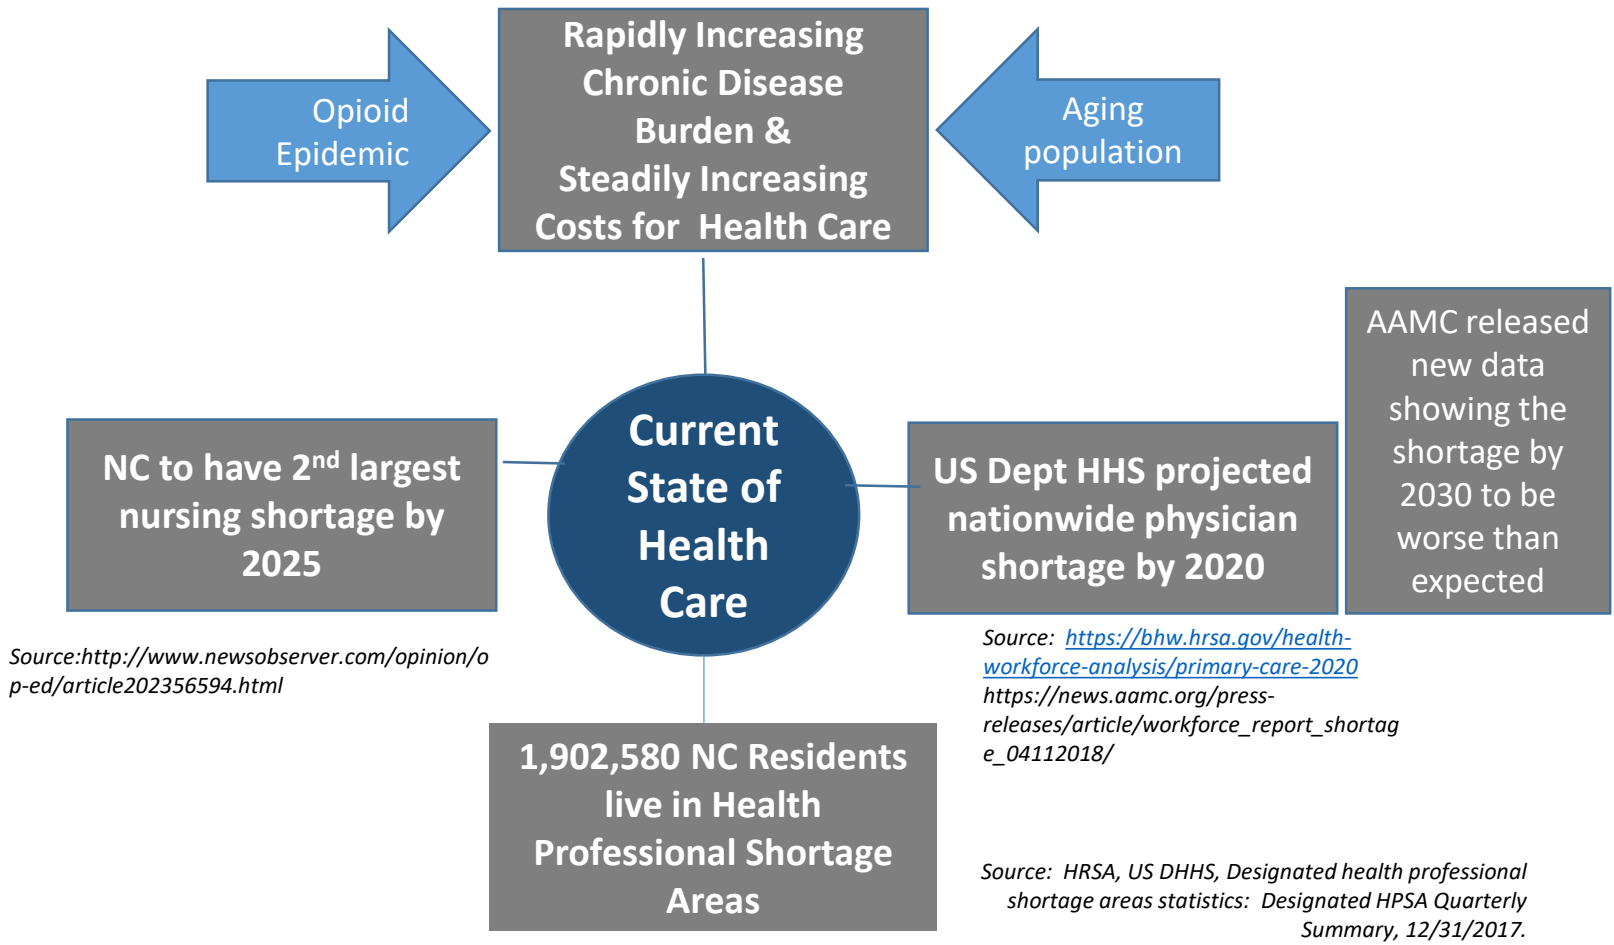 Opioid
Epidemic
Rapidly Increasing
Chronic Disease
Burden &
Steadily Increasing
Costs for  Health Care
Aging
population
NC to have 2nd largest
nursing shortage by
2025
Current
State of
Health
Care
US Dept HHS projected
nationwide physician
shortage by 2020
AAMC released
new data
showing the
shortage by
2030 to be
worse than
expected
Source:http://www.newsobserver.com/opinion/o
p-ed/article202356594.html
Source:  https://bhw.hrsa.gov/health-
workforce-analysis/primary-care-2020
https://news.aamc.org/press-
releases/article/workforce_report_shortag
e_04112018/
1,902,580 NC Residents
live in Health
Professional Shortage
Areas
Source:  HRSA, US DHHS, Designated health professional
shortage areas statistics:  Designated HPSA Quarterly
Summary, 12/31/2017.